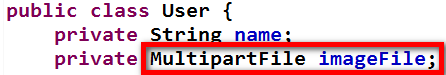 public class User {
private String name;
private MultipartFile imageFile;